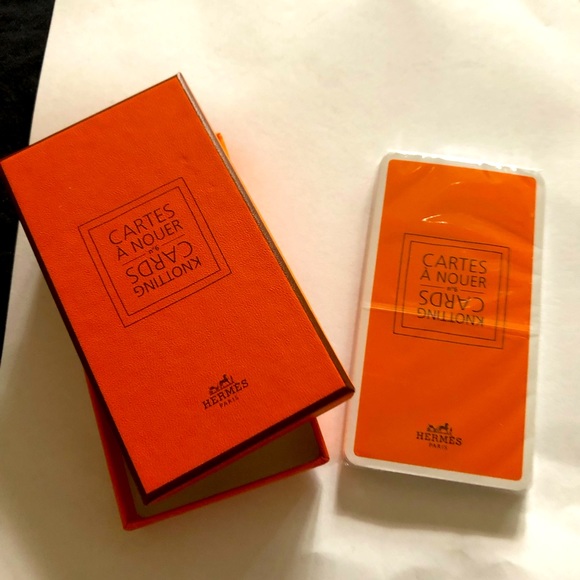 CARTES
À NOUER
KNOTTING
CARDS
HERMÈS
PARIS
CARTES
À NOUER
KNOTTING
CARDS
HERMÈS
PARIS